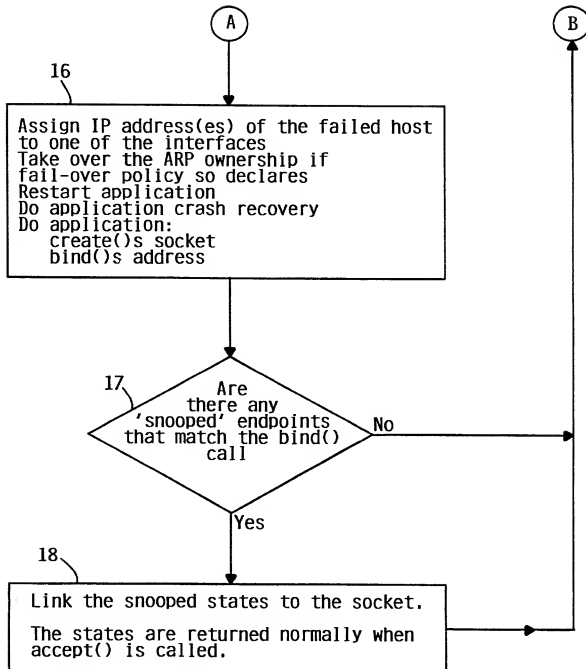 A
B
16
Assign IP address(es) of the failed host
to one of the interfaces
Take over the ARP ownership if
fail-over policy so declares
Restart application
Do application crash recovery
Do application:
create()s socket
bind()s address
17
Are
there any
'snooped' endpoints
that match the bind()
call
No
Yes
18
Link the snooped states to the socket.
The states are returned normally when
accept() is called.